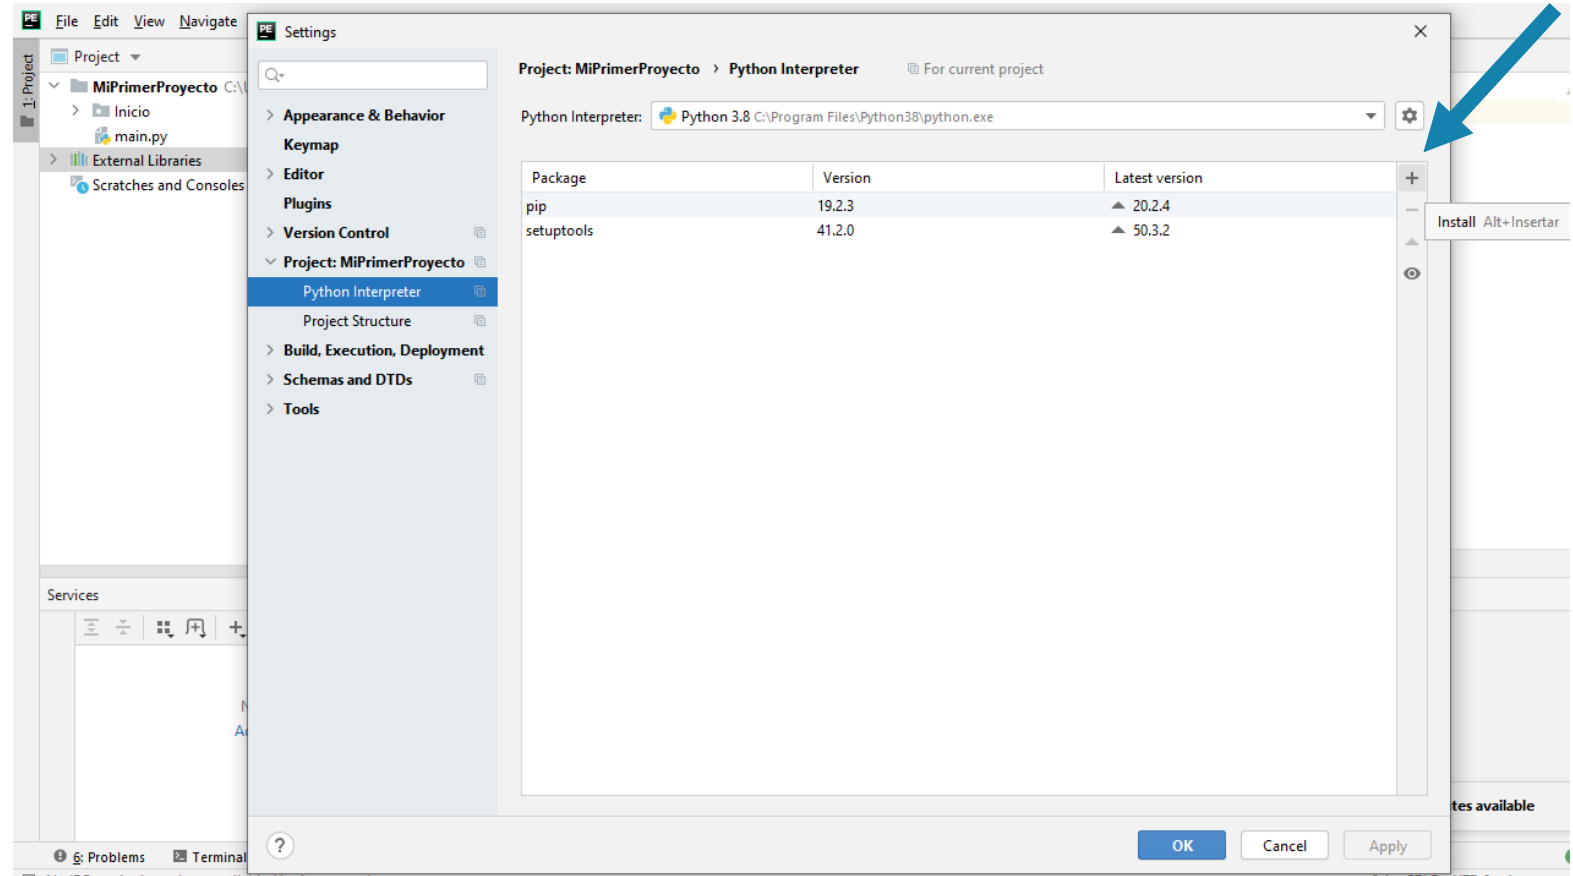 PE File Edit View Navigate
PE Settings
1: Project
Project
MiPrimerProyecto
Inicio
main.py
External Libraries
Scratches and Consoles
Appearance & Behavior
Keymap
Editor
Plugins
Version Control
Project: MiPrimerProyecto
Python Interpreter
Project Structure
Build, Execution, Deployment
Schemas and DTDs
Tools
Project: MiPrimerProyecto › Python Interpreter For current project
Python Interpreter: Python 3.8 C:\Program Files\Python38\python.exe
Package Version Latest version
pip 19.2.3 20.2.4
setuptools 41.2.0 50.3.2
Install Alt+Insertar
Services
tes available
? OK Cancel Apply
6: Problems Terminal